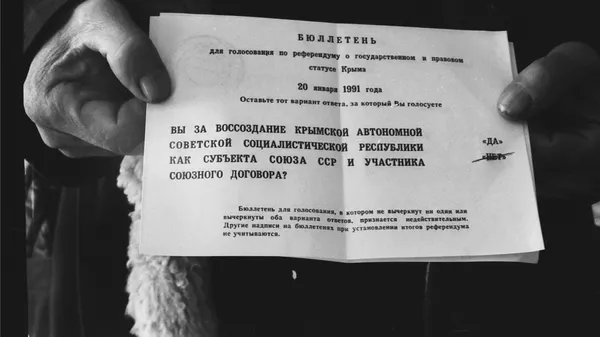 БЮЛЛЕТЕНЬ
для голосования по референдуму о государственном и правовом
статусе Крыма
20 января 1991 года
Оставьте тот вариант ответа, за который Вы голосуете
ВЫ ЗА ВОССОЗДАНИЕ КРЫМСКОЙ АВТОНОМНОЙ
СОВЕТСКОЙ СОЦИАЛИСТИЧЕСКОЙ РЕСПУБЛИКИ
КАК СУБЪЕКТА СОЮЗА ССР И УЧАСТНИКА
СОЮЗНОГО ДОГОВОРА?
«ДА»
«НЕТ»
Бюллетень для голосования, в котором не вычеркнут ни один или
вычеркнуты оба варианта ответов, признается недействительным.
Другие надписи на бюллетенях при установлении итогов референдума
не учитываются.